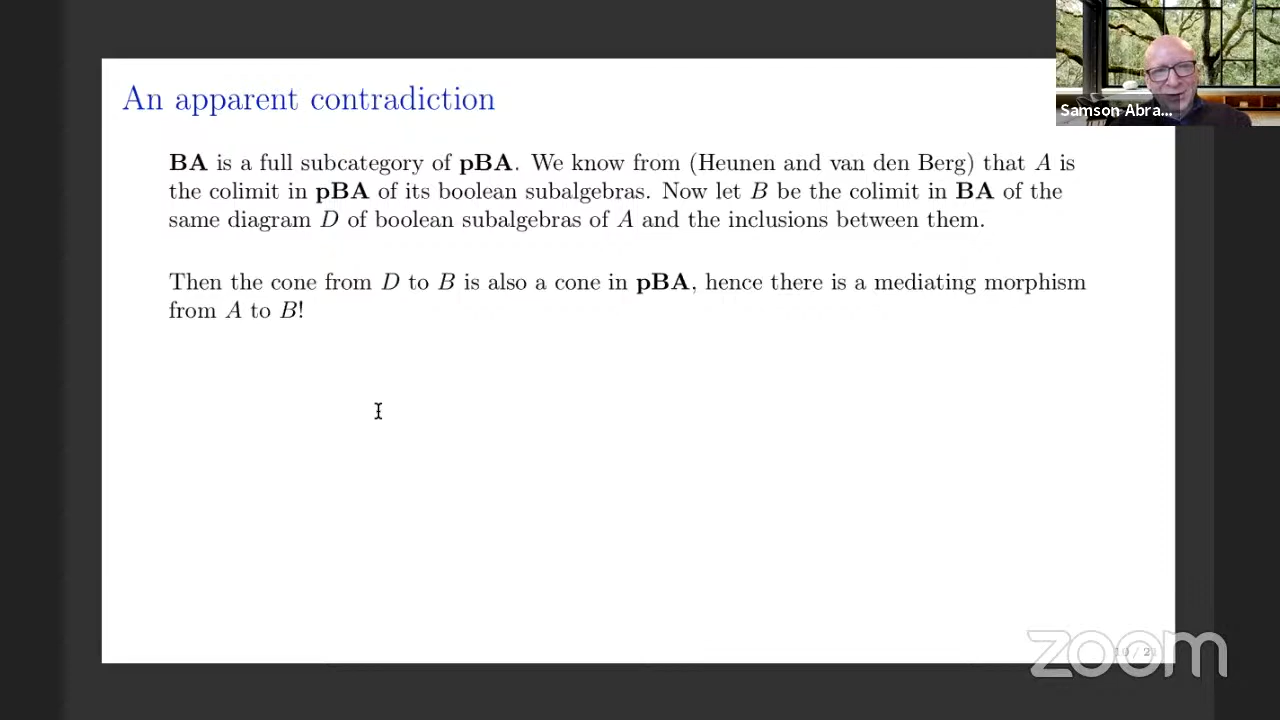 An apparent contradiction
Samson Abra...
BA is a full subcategory of pBA. We know from (Heunen and van den Berg) that A is
the colimit in pBA of its boolean subalgebras. Now let B be the colimit in BA of the
same diagram D of boolean subalgebras of A and the inclusions between them.
Then the cone from D to B is also a cone in pBA, hence there is a mediating morphism
from A to B!
zoom